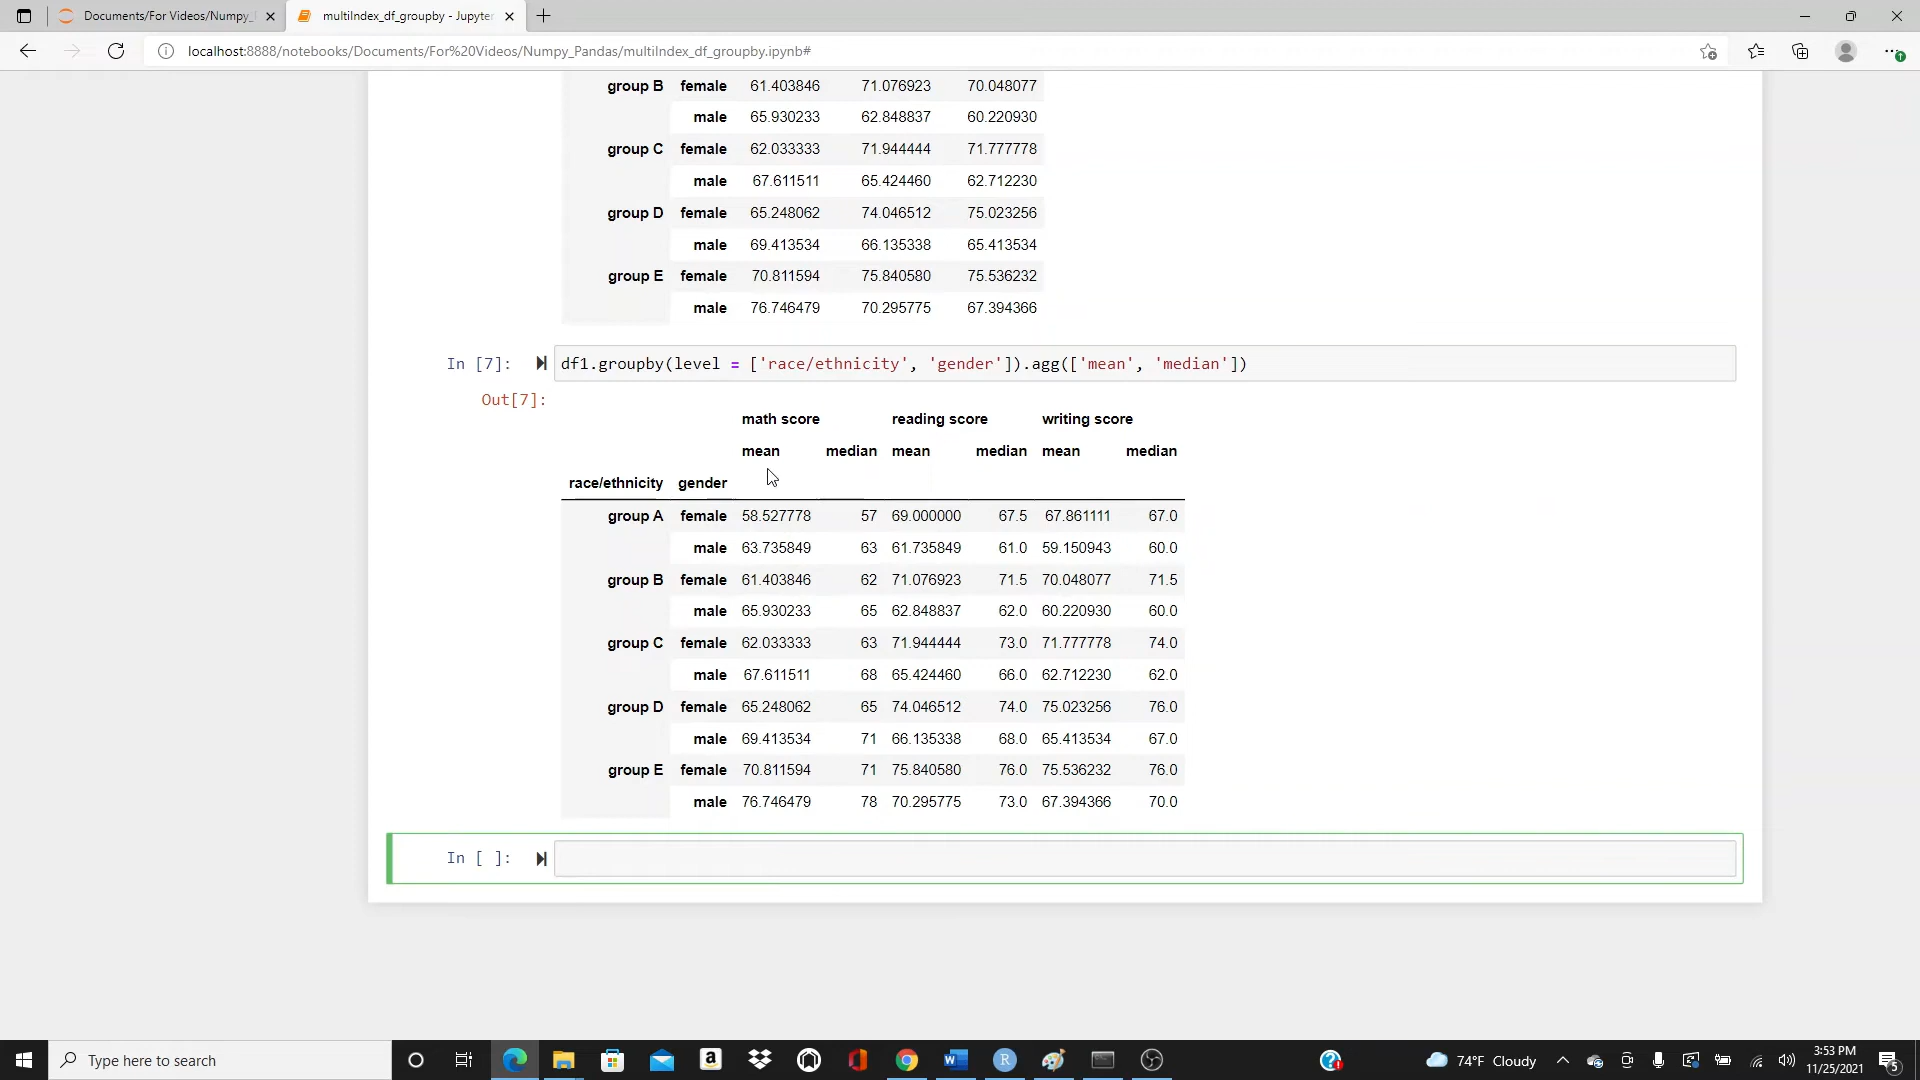 Documents/For Videos/Numpy_
multiIndex_df_groupby - Jupyter
localhost:8888/notebooks/Documents/For%20Videos/Numpy_Pandas/multiIndex_df_groupby.ipynb#
group B female 61.403846 71.076923 70.048077
male 65.930233 62.848837 60.220930
group C female 62.033333 71.944444 71.777778
male 67.611511 65.424460 62.712230
group D female 65.248062 74.046512 75.023256
male 69.413534 66.135338 65.413534
group E female 70.811594 75.840580 75.536232
male 76.746479 70.295775 67.394366
In [7]: df1.groupby(level = ['race/ethnicity', 'gender']).agg(['mean', 'median'])
Out[7]:
math score reading score writing score
mean median mean median mean median
race/ethnicity gender
group A female 58.527778 57 69.000000 67.5 67.861111 67.0
male 63.735849 63 61.735849 61.0 59.150943 60.0
group B female 61.403846 62 71.076923 71.5 70.048077 71.5
male 65.930233 65 62.848837 62.0 60.220930 60.0
group C female 62.033333 63 71.944444 73.0 71.777778 74.0
male 67.611511 68 65.424460 66.0 62.712230 62.0
group D female 65.248062 65 74.046512 74.0 75.023256 76.0
male 69.413534 71 66.135338 68.0 65.413534 67.0
group E female 70.811594 71 75.840580 76.0 75.536232 76.0
male 76.746479 78 70.295775 73.0 67.394366 70.0
In [ ]:
Type here to search
74°F Cloudy
3:53 PM
11/25/2021
5